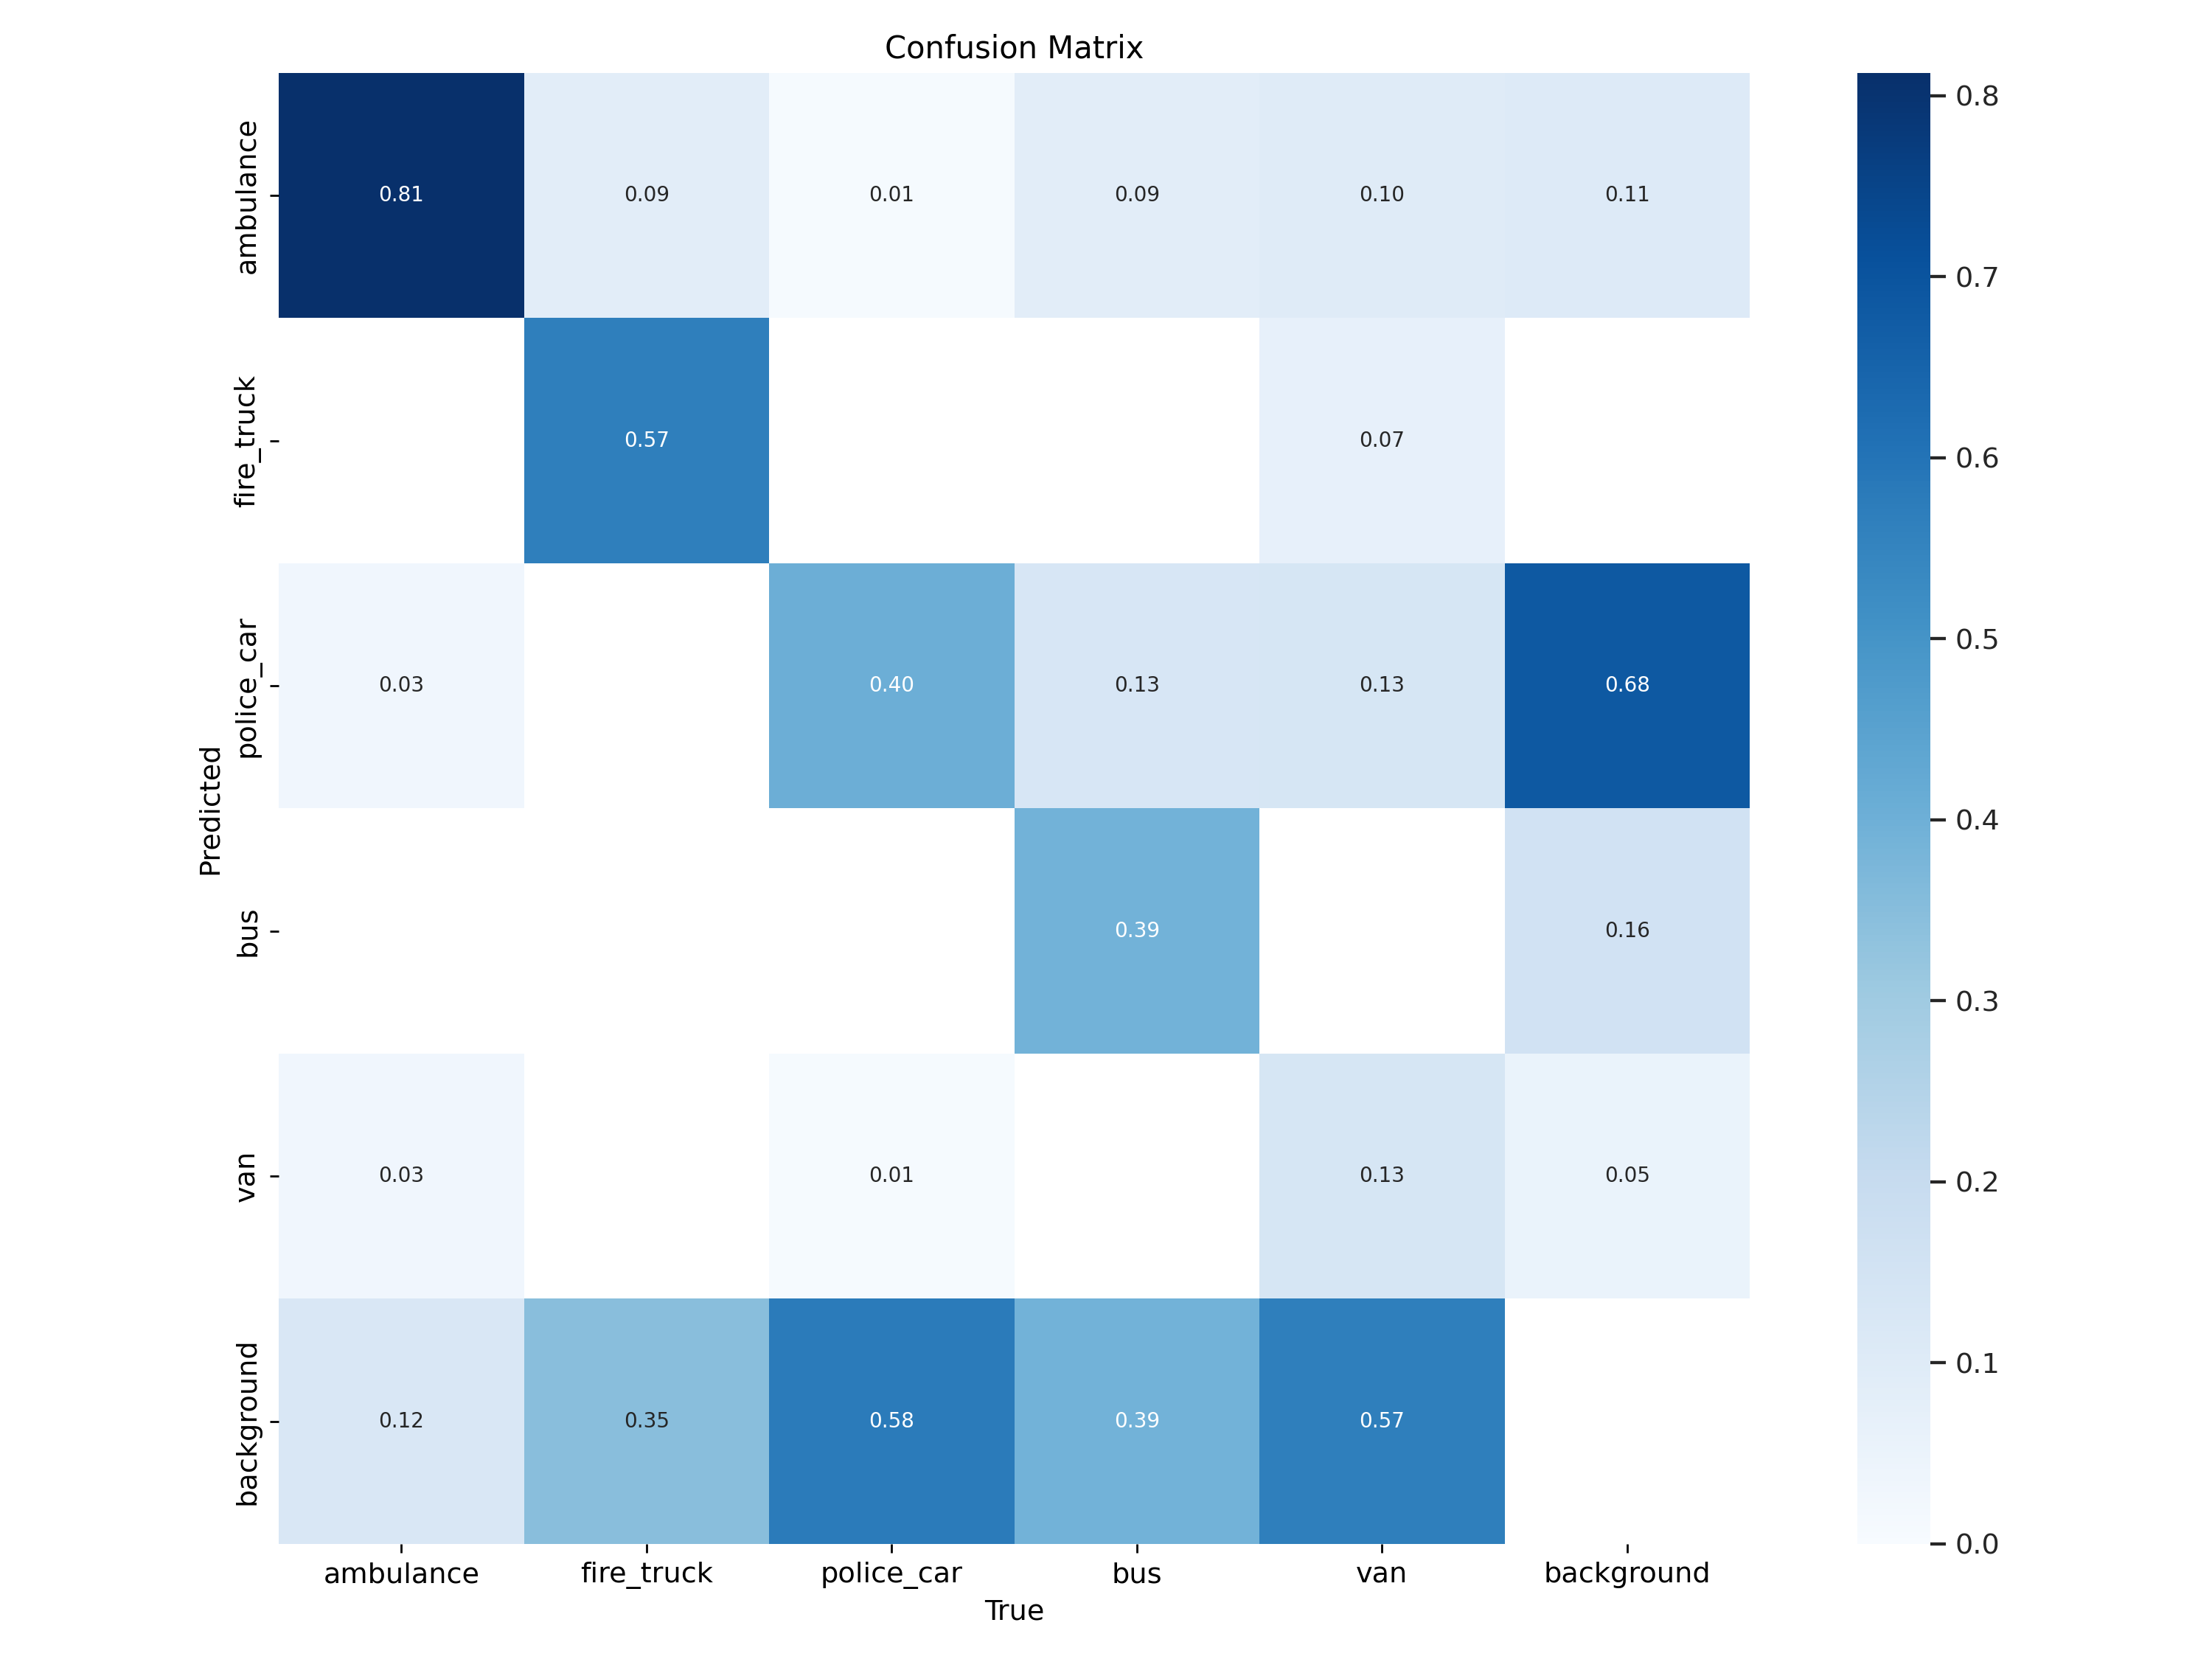 Confusion Matrix
ambulance
0.81 0.09 0.01 0.09 0.10 0.11
fire_truck
0.57 0.07
police_car
0.03 0.40 0.13 0.13 0.68
Predicted
bus
0.39 0.16
van
0.03 0.01 0.13 0.05
background
0.12 0.35 0.58 0.39 0.57
ambulance fire_truck police_car bus van background
True
0.8
0.7
0.6
0.5
0.4
0.3
0.2
0.1
0.0